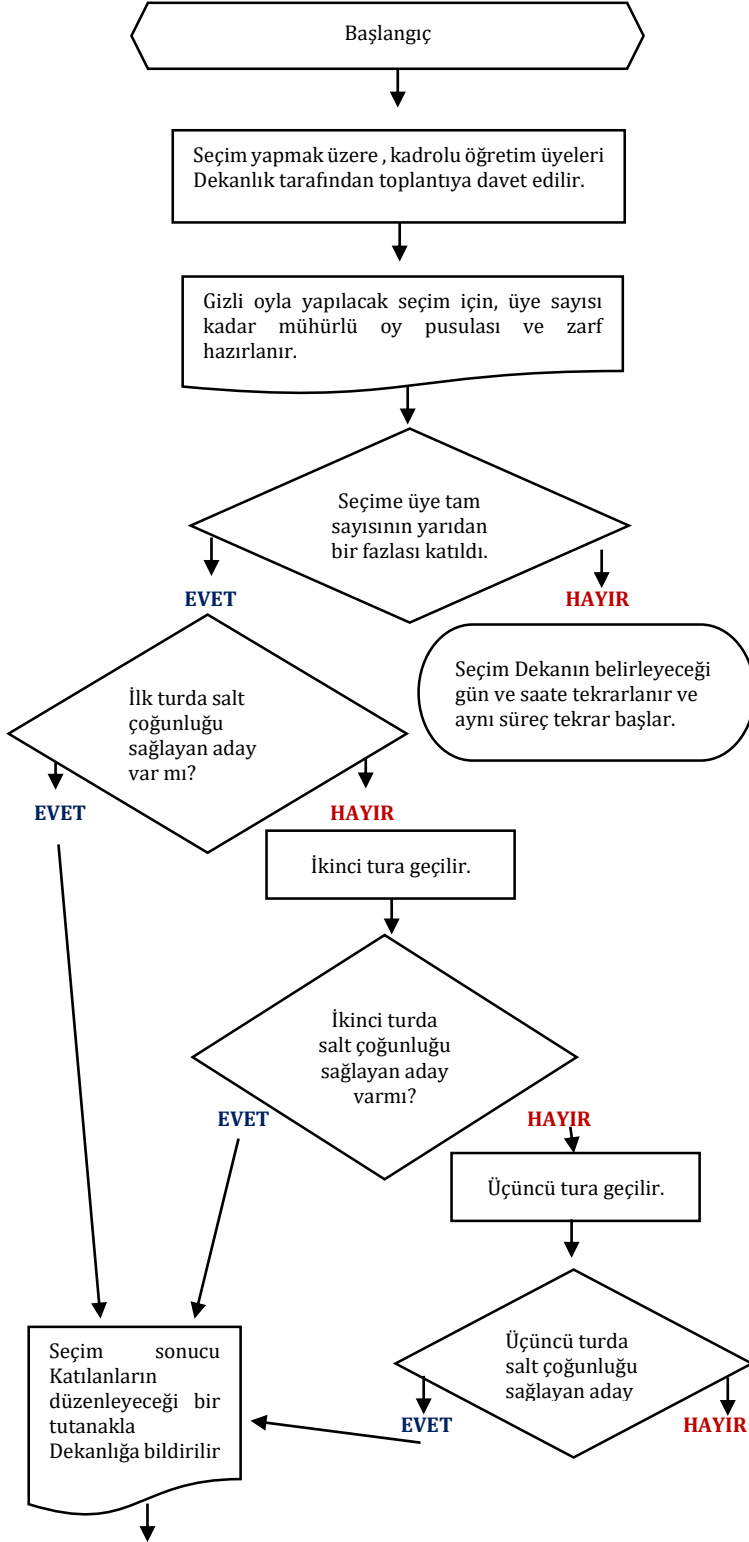 Başlangıç
Seçim yapmak üzere , kadrolu öğretim üyeleri
Dekanlık tarafından toplantıya davet edilir.
Gizli oyla yapılacak seçim için, üye sayısı
kadar mühürlü oy pusulası ve zarf
hazırlanır.
Seçime üye tam
sayısının yarıdan
bir fazlası katıldı.
EVET
HAYIR
Seçim Dekanın belirleyeceği
gün ve saate tekrarlanır ve
aynı süreç tekrar başlar.
İlk turda salt
çoğunluğu
sağlayan aday
var mı?
EVET
HAYIR
İkinci tura geçilir.
İkinci turda
salt çoğunluğu
sağlayan aday
varmı?
EVET
HAYIR
Üçüncü tura geçilir.
Üçüncü turda
salt çoğunluğu
sağlayan aday
EVET
HAYIR
Seçim sonucu
Katılanların
düzenleyeceği bir
tutanakla
Dekanlığa bildirilir